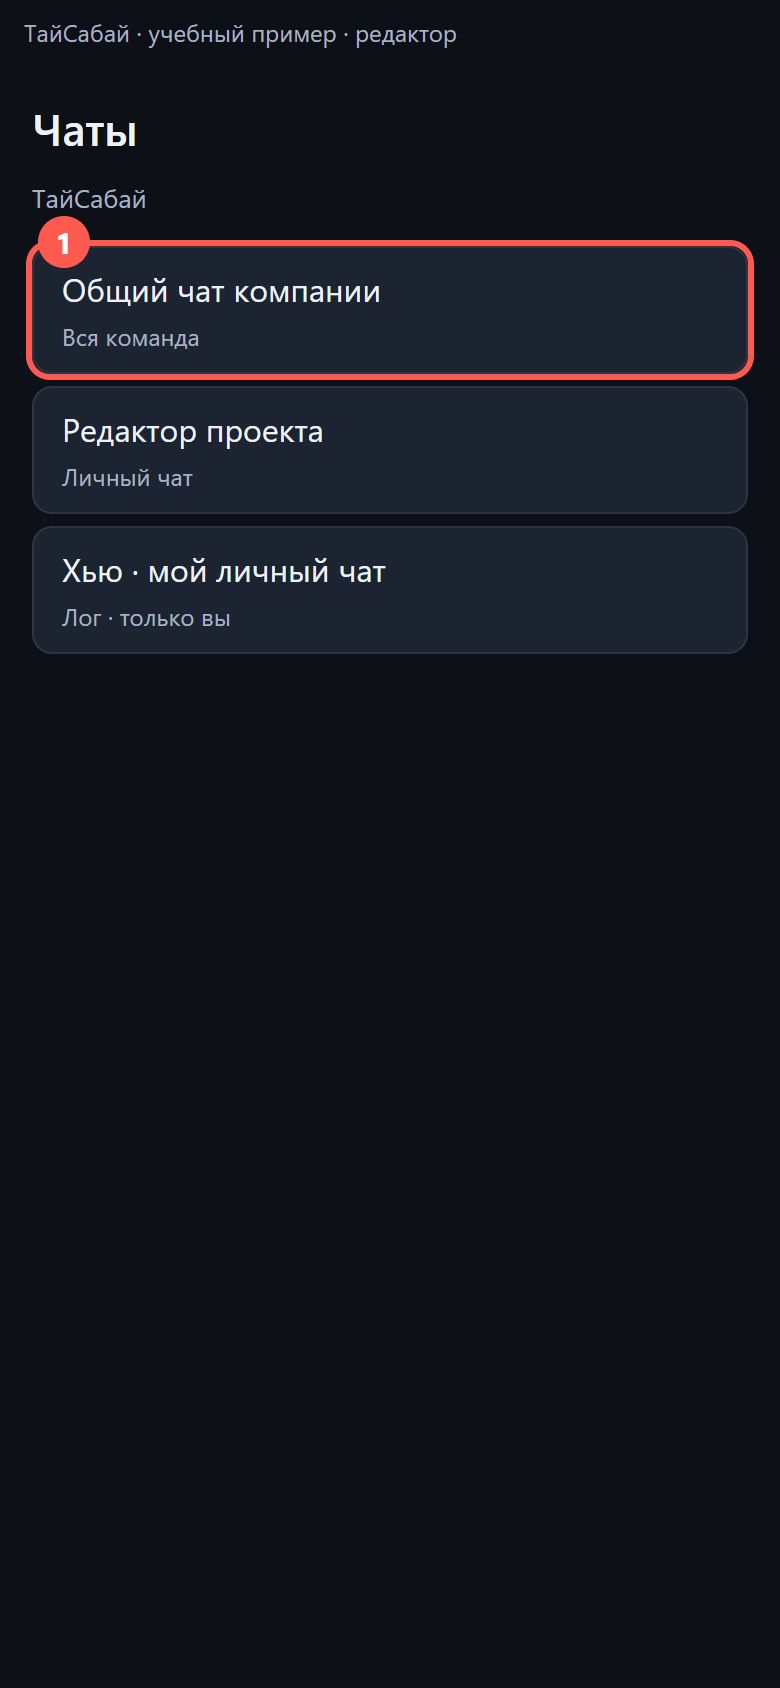 ТайСабай · учебный пример · редактор
Чаты
ТайСабай
1
Общий чат компании
Вся команда
Редактор проекта
Личный чат
Хью · мой личный чат
Лог · только вы